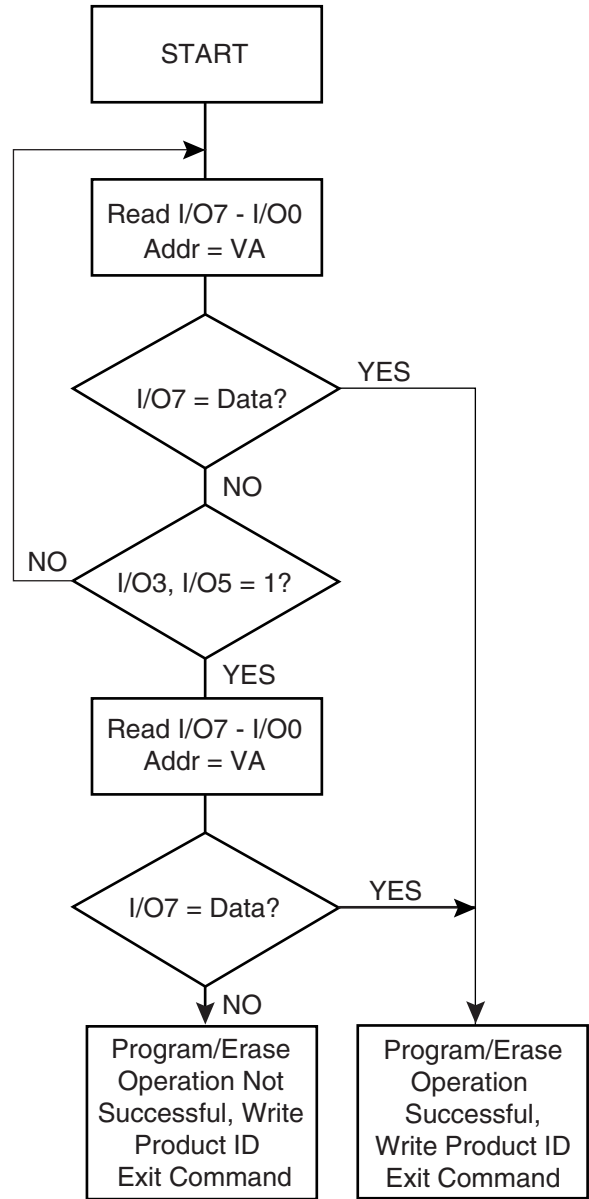 START
Read I/O7 - I/O0
Addr = VA
I/O7 = Data?
YES
NO
I/O3, I/O5 = 1?
NO
YES
Read I/O7 - I/O0
Addr = VA
I/O7 = Data?
YES
NO
Program/Erase
Operation Not
Successful, Write
Product ID
Exit Command
Program/Erase
Operation
Successful,
Write Product ID
Exit Command